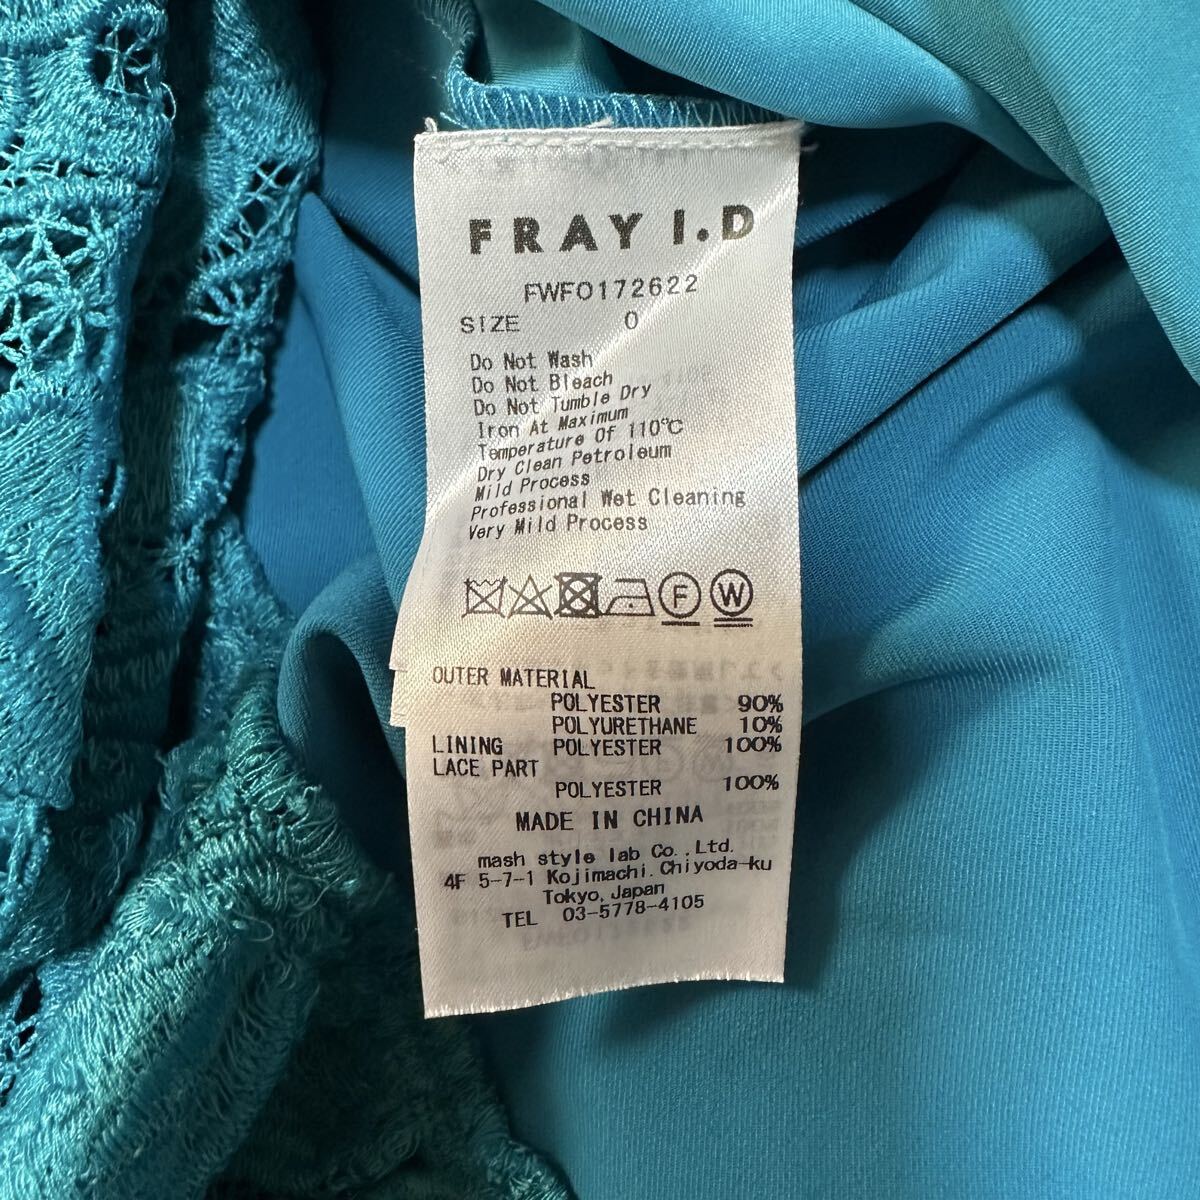 FRAY I.D
FWFO172622
SIZE 0
Do Not Wash
Do Not Bleach
Do Not Tumble Dry
Iron At Maximum
Temperature Of 110℃
Dry Clean Petroleum
Mild Process
Professional Wet Cleaning
Very Mild Process
F W
OUTER MATERIAL
POLYESTER 90%
POLYURETHANE 10%
LINING POLYESTER 100%
LACE PART
POLYESTER 100%
MADE IN CHINA
mash style lab Co.,Ltd.
4F 5-7-1 Kojimachi.Chiyoda-ku
Tokyo,Japan
TEL 03-5778-4105